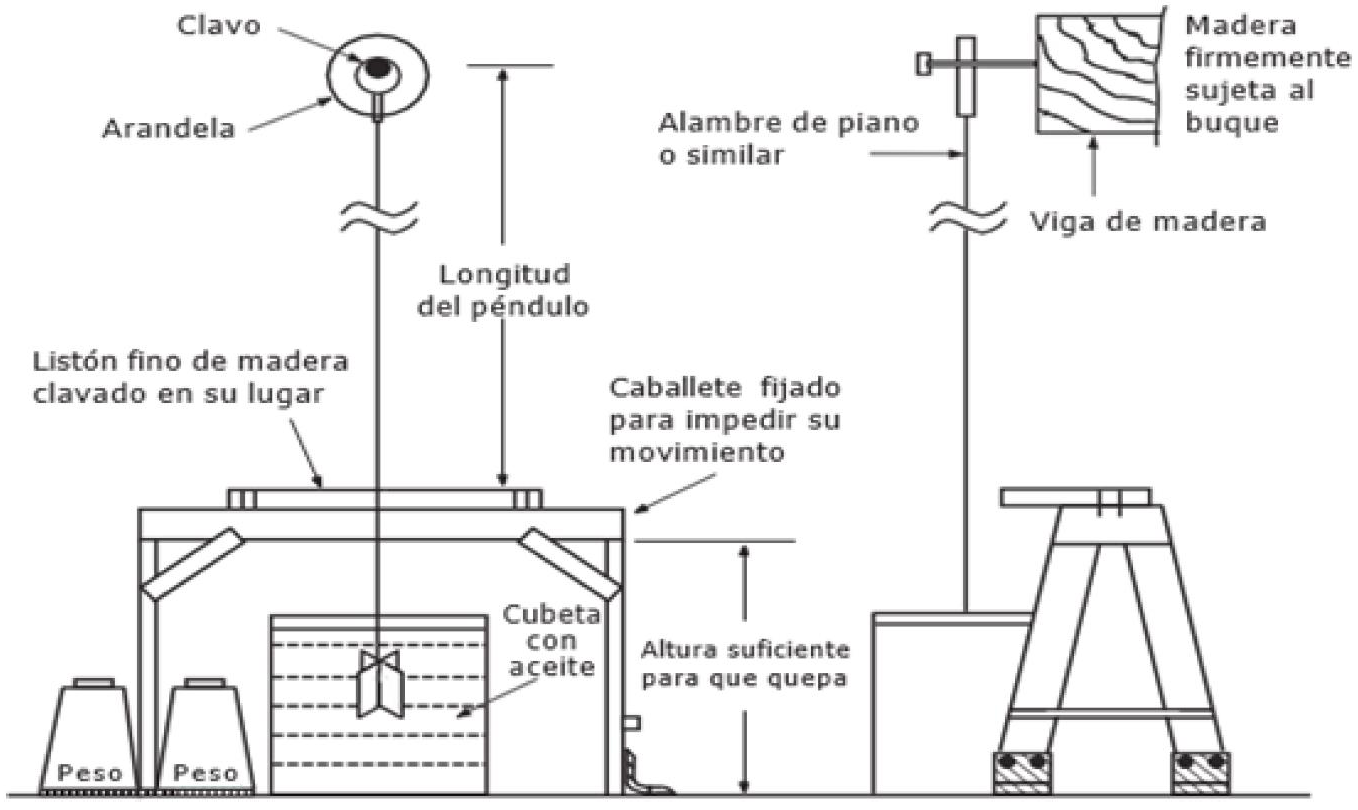 Clavo
Arandela
Longitud
del péndulo
Listón fino de madera
clavado en su lugar
Caballete fijado
para impedir su
movimiento
Cubeta
con
aceite
Altura suficiente
para que quepa
Peso
Peso
Alambre de piano
o similar
Madera
firmemente
sujeta al
buque
Viga de madera